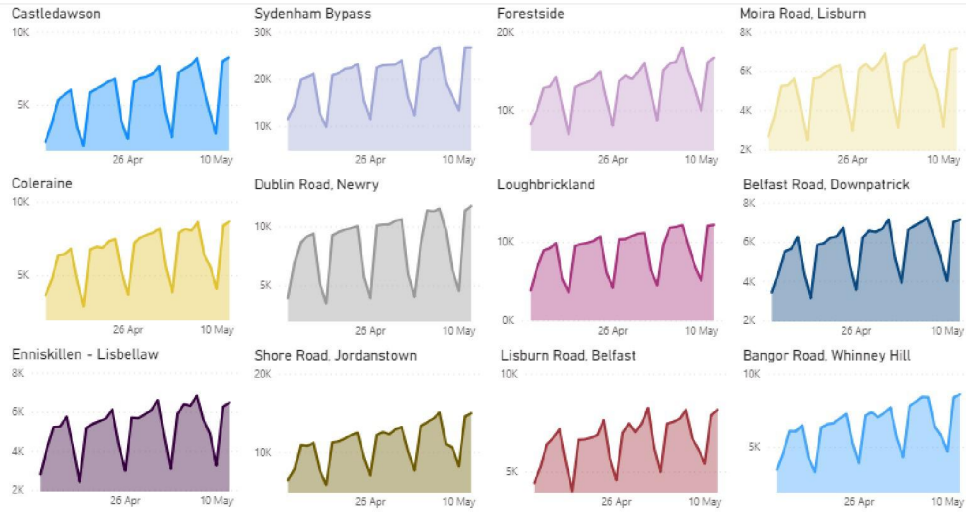 Castledawson
10K
5K
26 Apr 10 May
Sydenham Bypass
30K
20K
10K
26 Apr 10 May
Forestside
20K
10K
26 Apr 10 May
Moira Road, Lisburn
8K
6K
4K
2K
26 Apr 10 May
Coleraine
10K
5K
26 Apr 10 May
Dublin Road, Newry
10K
5K
26 Apr 10 May
Loughbrickland
10K
0K
26 Apr 10 May
Belfast Road, Downpatrick
8K
6K
4K
2K
26 Apr 10 May
Enniskillen - Lisbellaw
8K
6K
4K
2K
26 Apr 10 May
Shore Road, Jordanstown
20K
10K
26 Apr 10 May
Lisburn Road, Belfast
10K
5K
26 Apr 10 May
Bangor Road, Whinney Hill
10K
5K
26 Apr 10 May